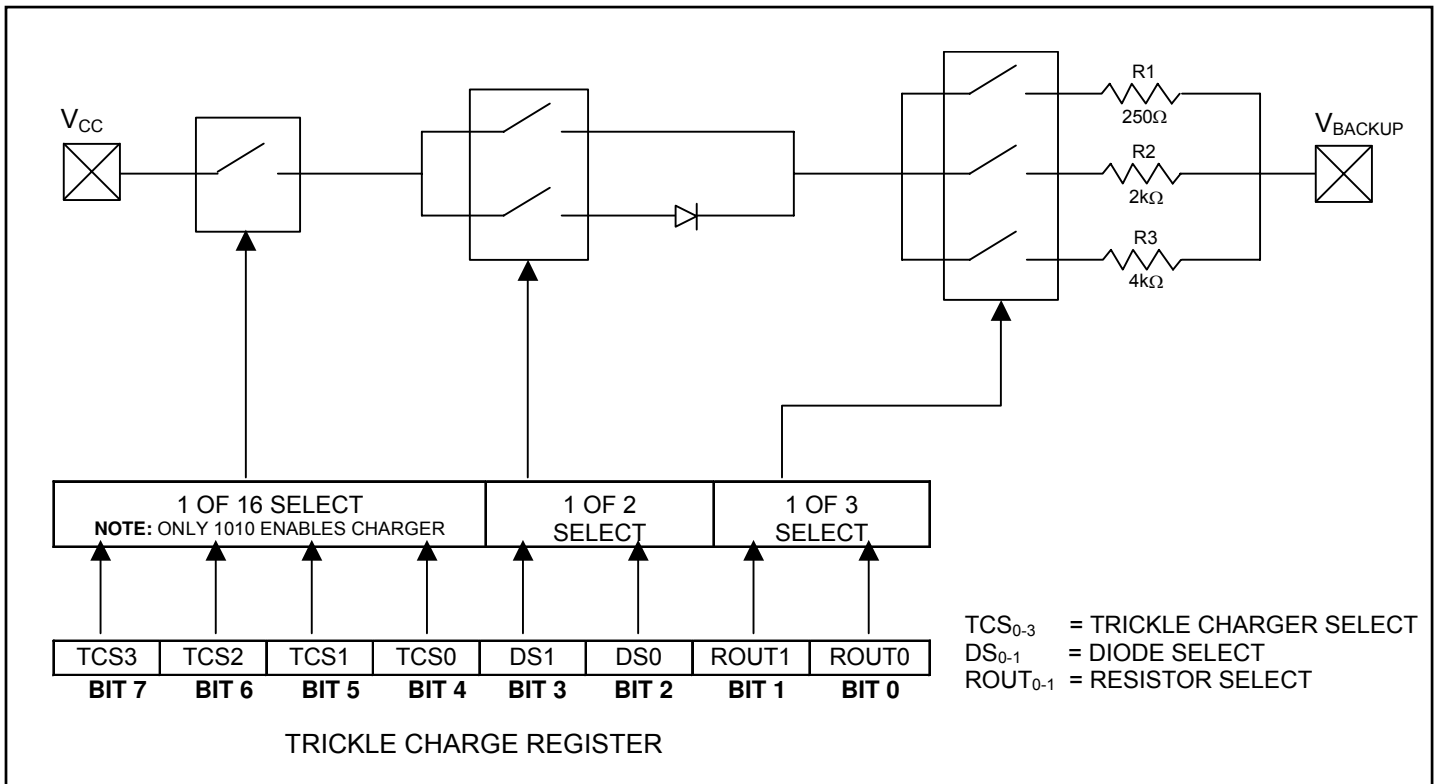 V_CC
R1
250Ω
R2
2kΩ
R3
4kΩ
V_BACKUP
1 OF 16 SELECT
NOTE: ONLY 1010 ENABLES CHARGER
1 OF 2
SELECT
1 OF 3
SELECT
TCS3 TCS2 TCS1 TCS0 DS1 DS0 ROUT1 ROUT0
BIT 7 BIT 6 BIT 5 BIT 4 BIT 3 BIT 2 BIT 1 BIT 0
TCS0-3 = TRICKLE CHARGER SELECT
DS0-1 = DIODE SELECT
ROUT0-1 = RESISTOR SELECT
TRICKLE CHARGE REGISTER